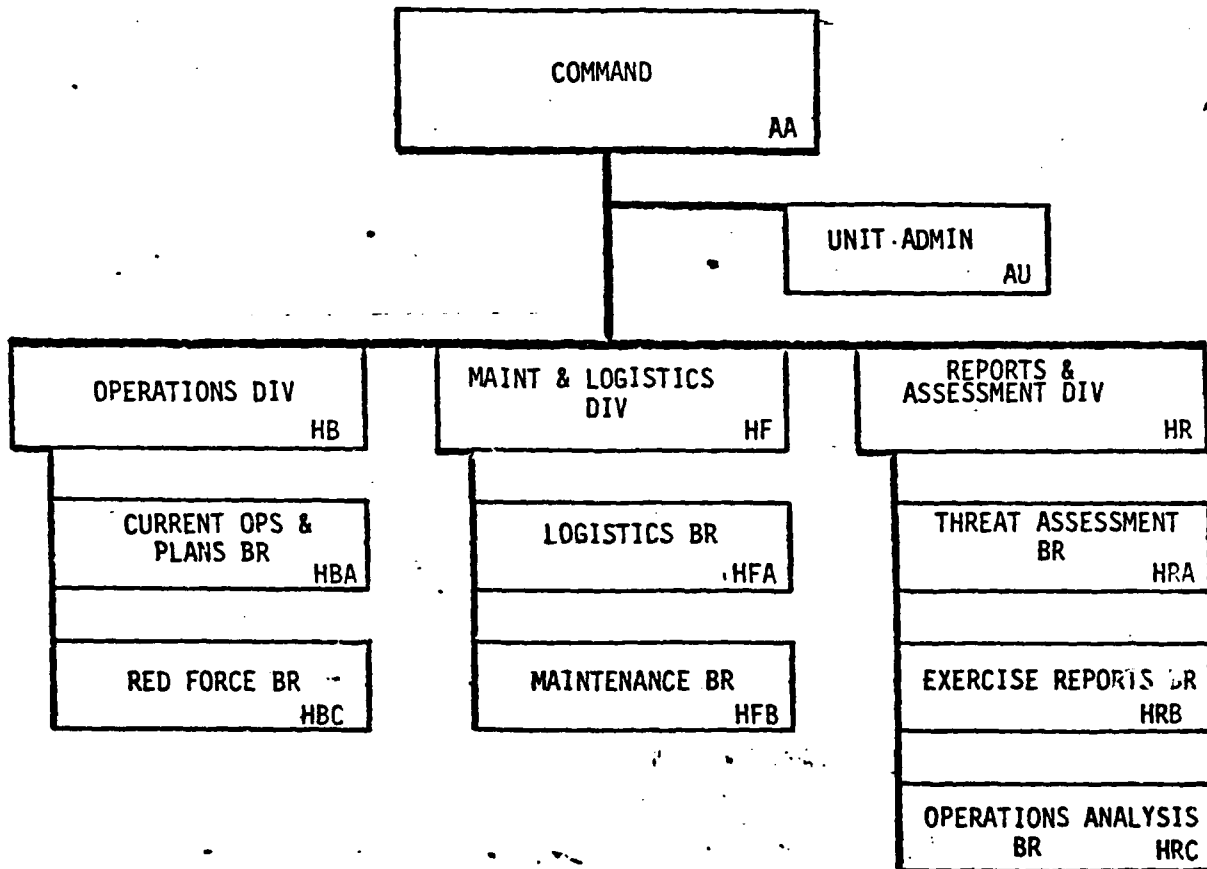 COMMAND
AA
UNIT ADMIN
AU
OPERATIONS DIV
HB
MAINT & LOGISTICS
DIV
HF
REPORTS &
ASSESSMENT DIV
HR
CURRENT OPS &
PLANS BR
HBA
RED FORCE BR
HBC
LOGISTICS BR
HFA
MAINTENANCE BR
HFB
THREAT ASSESSMENT
BR
HRA
EXERCISE REPORTS BR
HRB
OPERATIONS ANALYSIS
BR HRC